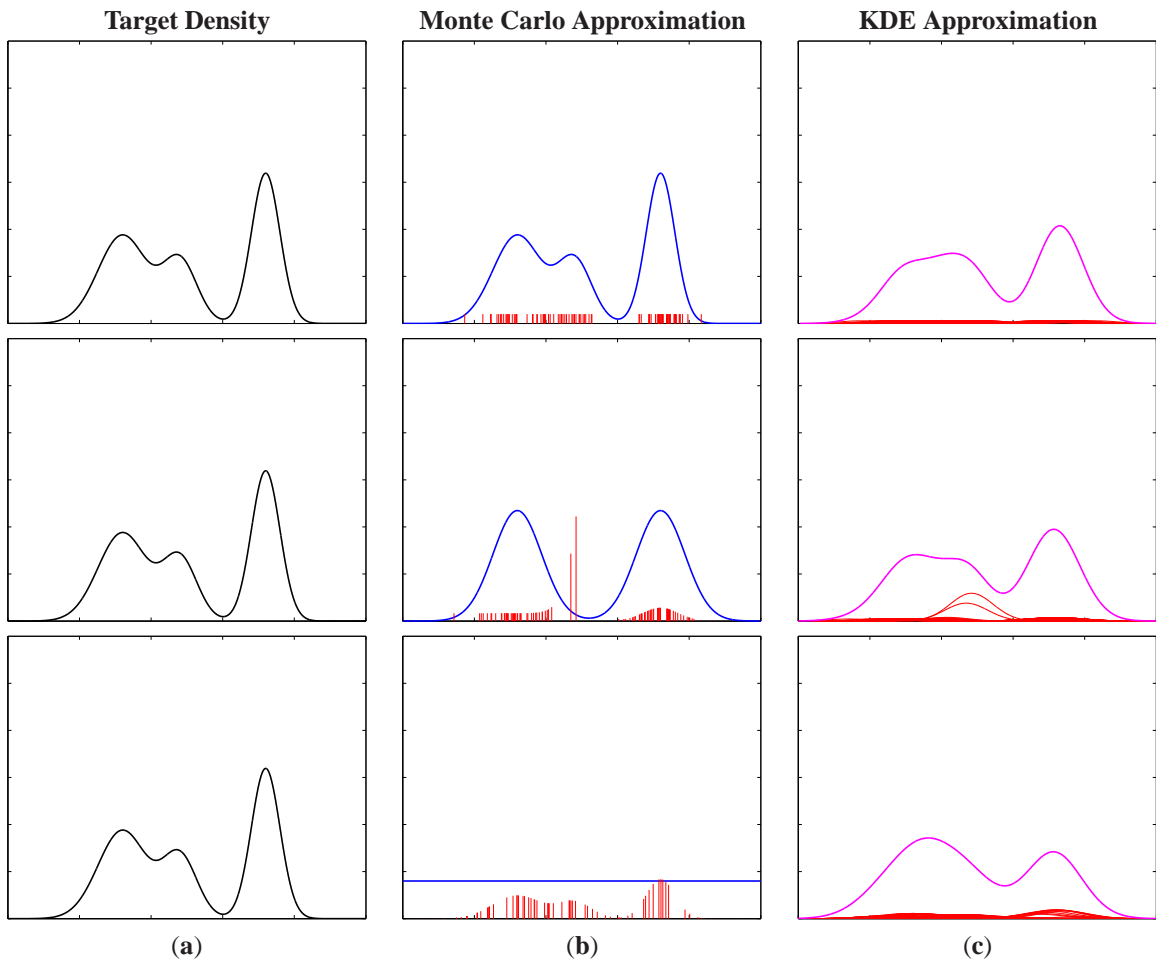 Target Density
Monte Carlo Approximation
KDE Approximation
(a)
(b)
(c)